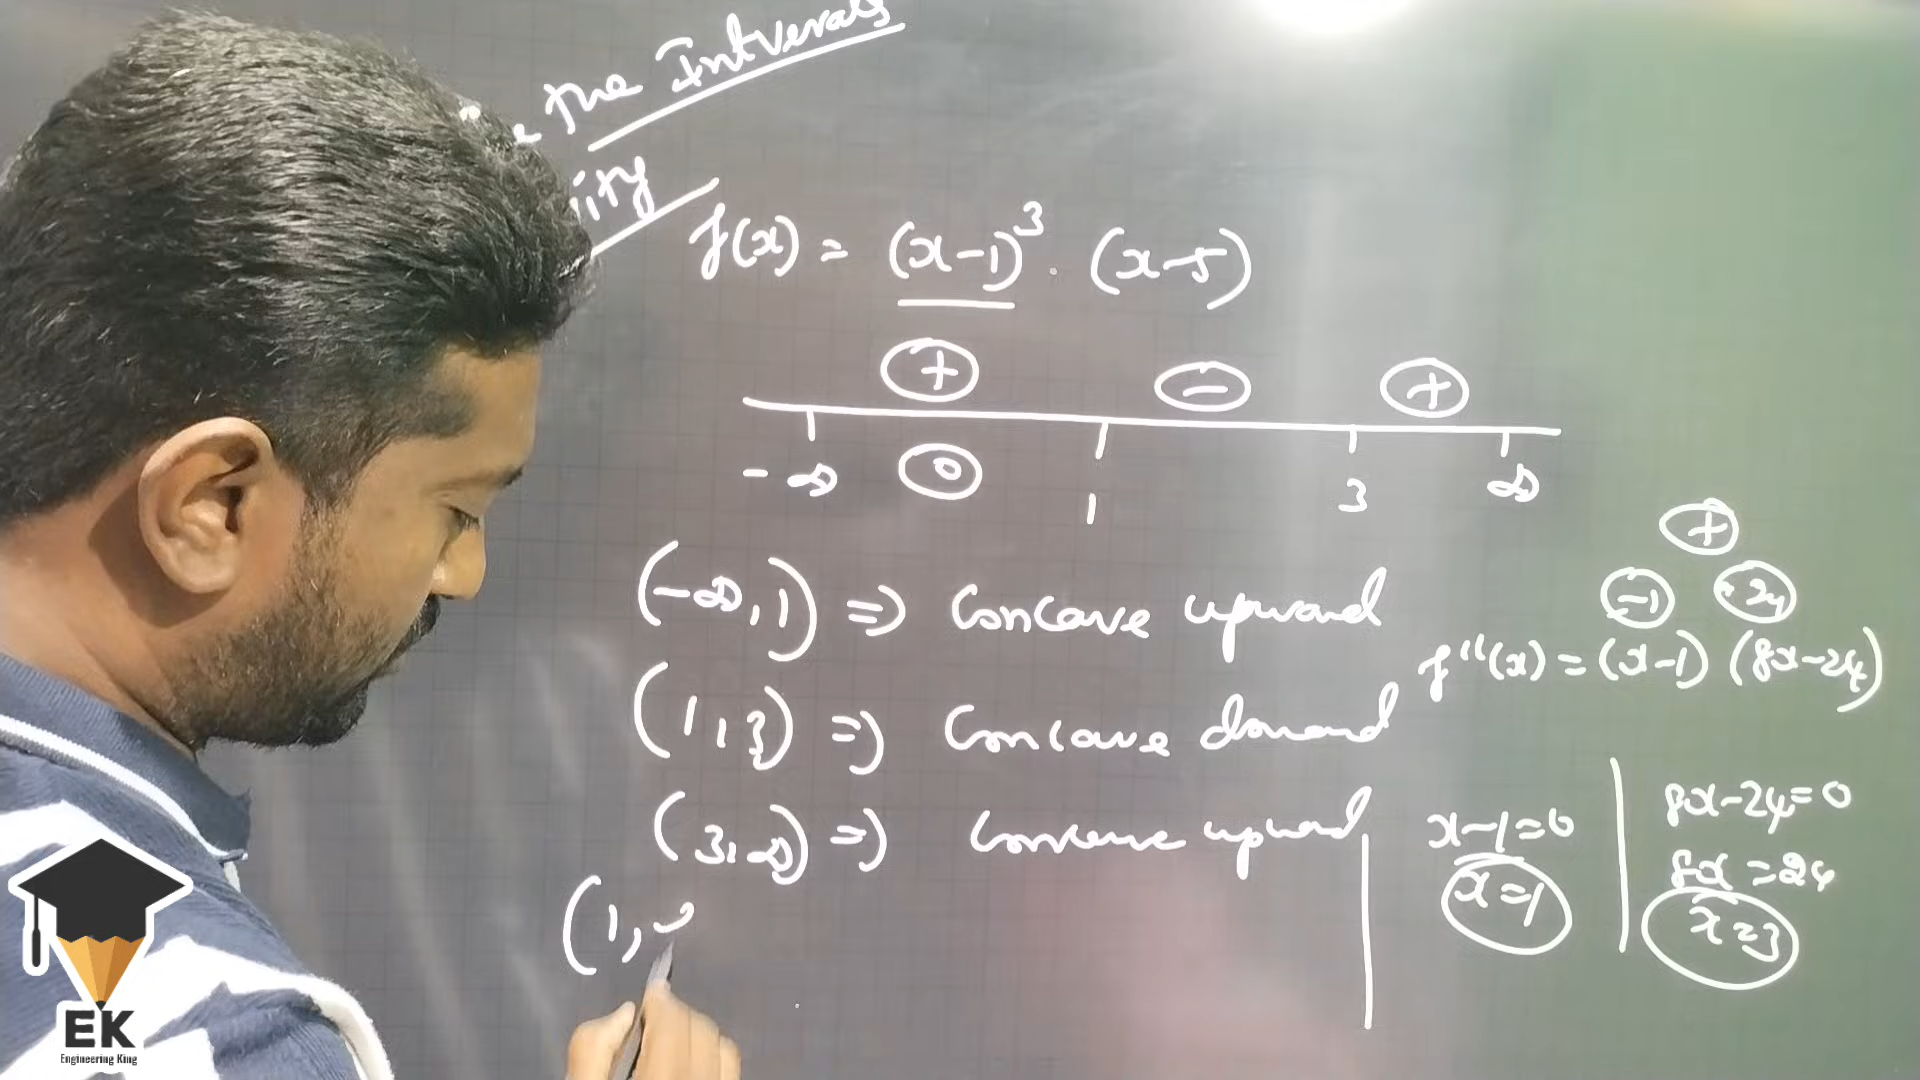 the Intverals
ity
f(x) = (x-1)³ . (x-5)
+ - +
-∞ 0 1 3 ∞
(-∞, 1) => Concave upward
(1, 3) => Concave downward
(3, ∞) => Concave upward
(1,
+
-1 -24
f''(x) = (x-1) (8x-24)
x-1=0
x=1
8x-24=0
8x=24
x=3
EK
Engineering King